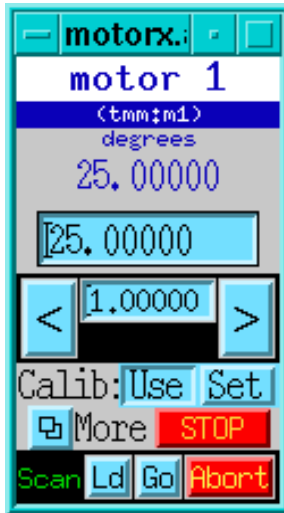 motorx.a
motor 1
(tmm:m1)
degrees
25.00000
25.00000
< 1.00000 >
Calib: Use Set
More STOP
Scan Ld Go Abort